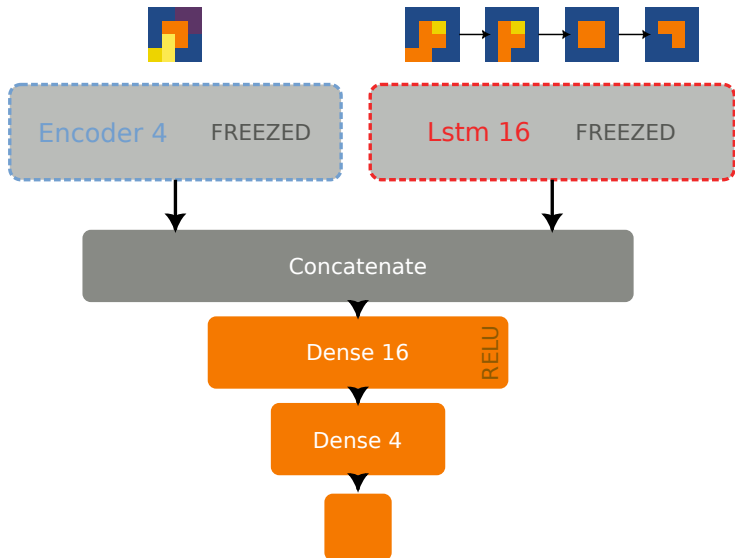 Encoder 4 FREEZED
Lstm 16 FREEZED
Concatenate
Dense 16
RELU
Dense 4